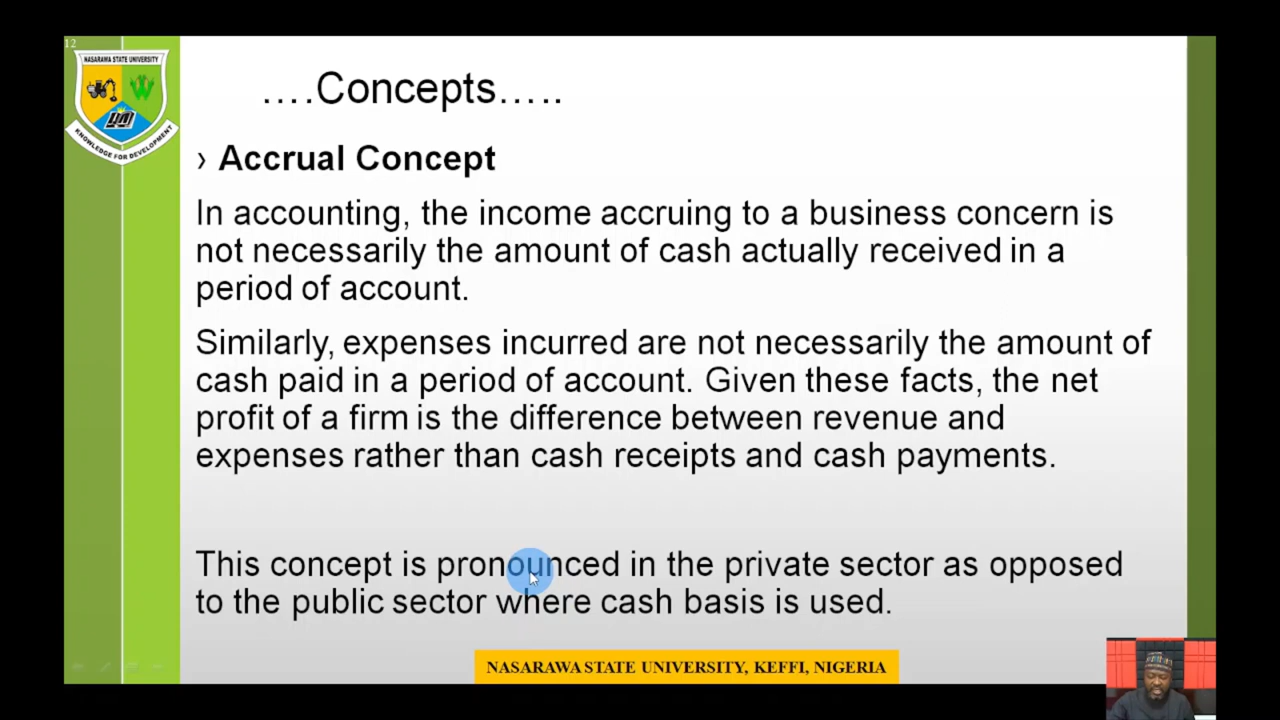 12
NASARAWA STATE UNIVERSITY
KNOWLEDGE FOR DEVELOPMENT
....Concepts.....
› Accrual Concept
In accounting, the income accruing to a business concern is
not necessarily the amount of cash actually received in a
period of account.
Similarly, expenses incurred are not necessarily the amount of
cash paid in a period of account. Given these facts, the net
profit of a firm is the difference between revenue and
expenses rather than cash receipts and cash payments.
This concept is pronounced in the private sector as opposed
to the public sector where cash basis is used.
NASARAWA STATE UNIVERSITY, KEFFI, NIGERIA